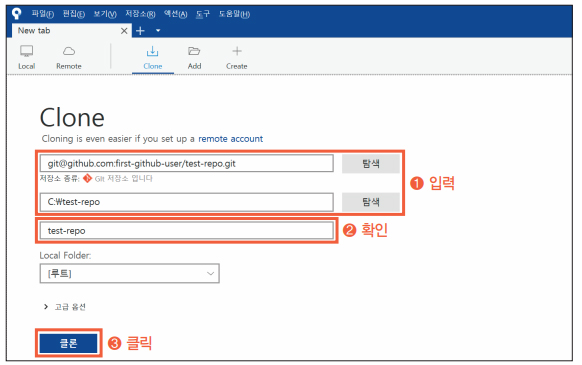 파일(F) 편집(E) 보기(V) 저장소(R) 액션(A) 도구 도움말(H)
New tab
Local Remote Clone Add Create
Clone
Cloning is even easier if you set up a remote account
git@github.com:first-github-user/test-repo.git 탐색
저장소 종류: Git 저장소 입니다
❶ 입력
C:₩test-repo 탐색
test-repo ❷ 확인
Local Folder:
[루트]
고급 옵션
클론 ❸ 클릭